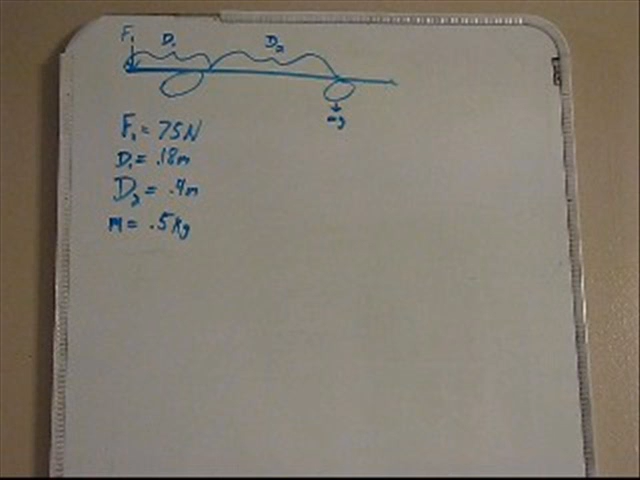 F₁
D₁ D₂
mg
F₁ = 75N
D₁ = .18m
D₂ = .4m
m = .5kg